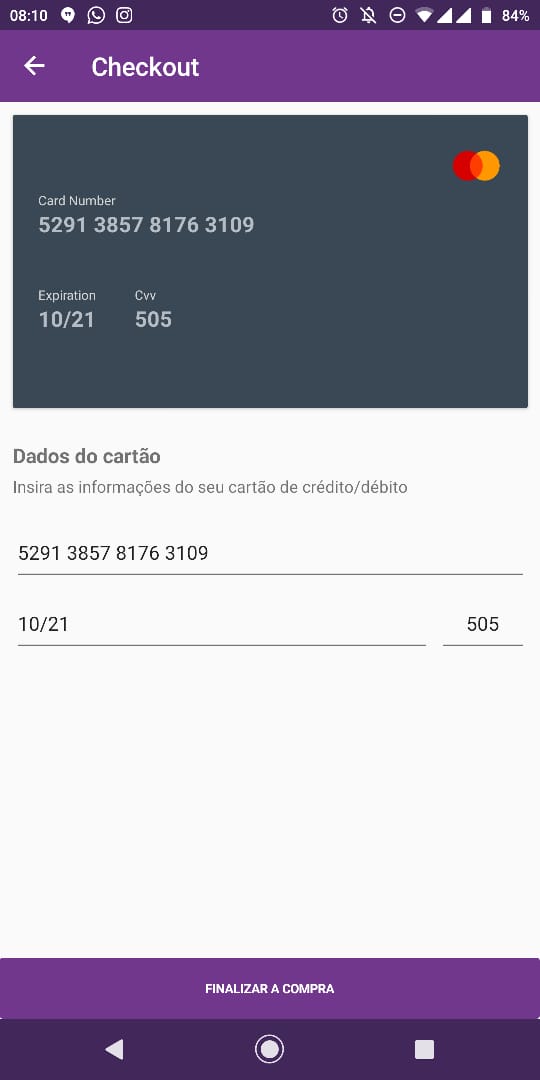 08:10
84%
Checkout
Card Number
5291 3857 8176 3109
Expiration Cvv
10/21 505
Dados do cartão
Insira as informações do seu cartão de crédito/débito
5291 3857 8176 3109
10/21 505
FINALIZAR A COMPRA